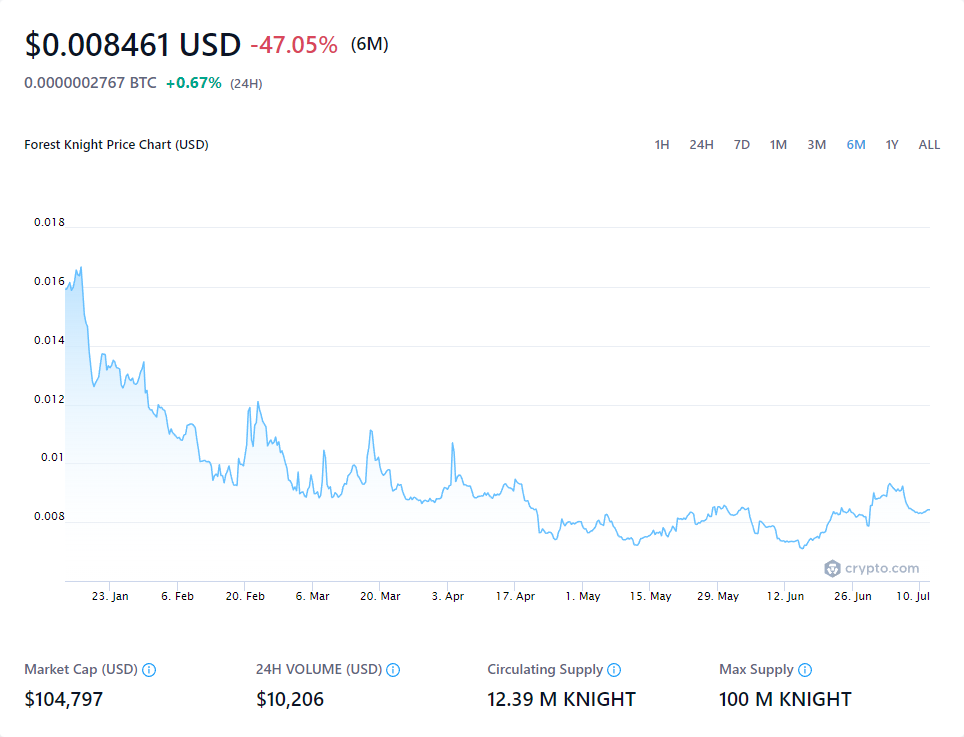 $0.008461 USD -47.05% (6M)
0.0000002767 BTC +0.67% (24H)
Forest Knight Price Chart (USD) 1H 24H 7D 1M 3M 6M 1Y ALL
0.018
0.016
0.014
0.012
0.01
0.008
crypto.com
23. Jan 6. Feb 20. Feb 6. Mar 20. Mar 3. Apr 17. Apr 1. May 15. May 29. May 12. Jun 26. Jun 10. Jul
Market Cap (USD) 24H VOLUME (USD) Circulating Supply Max Supply
$104,797 $10,206 12.39 M KNIGHT 100 M KNIGHT